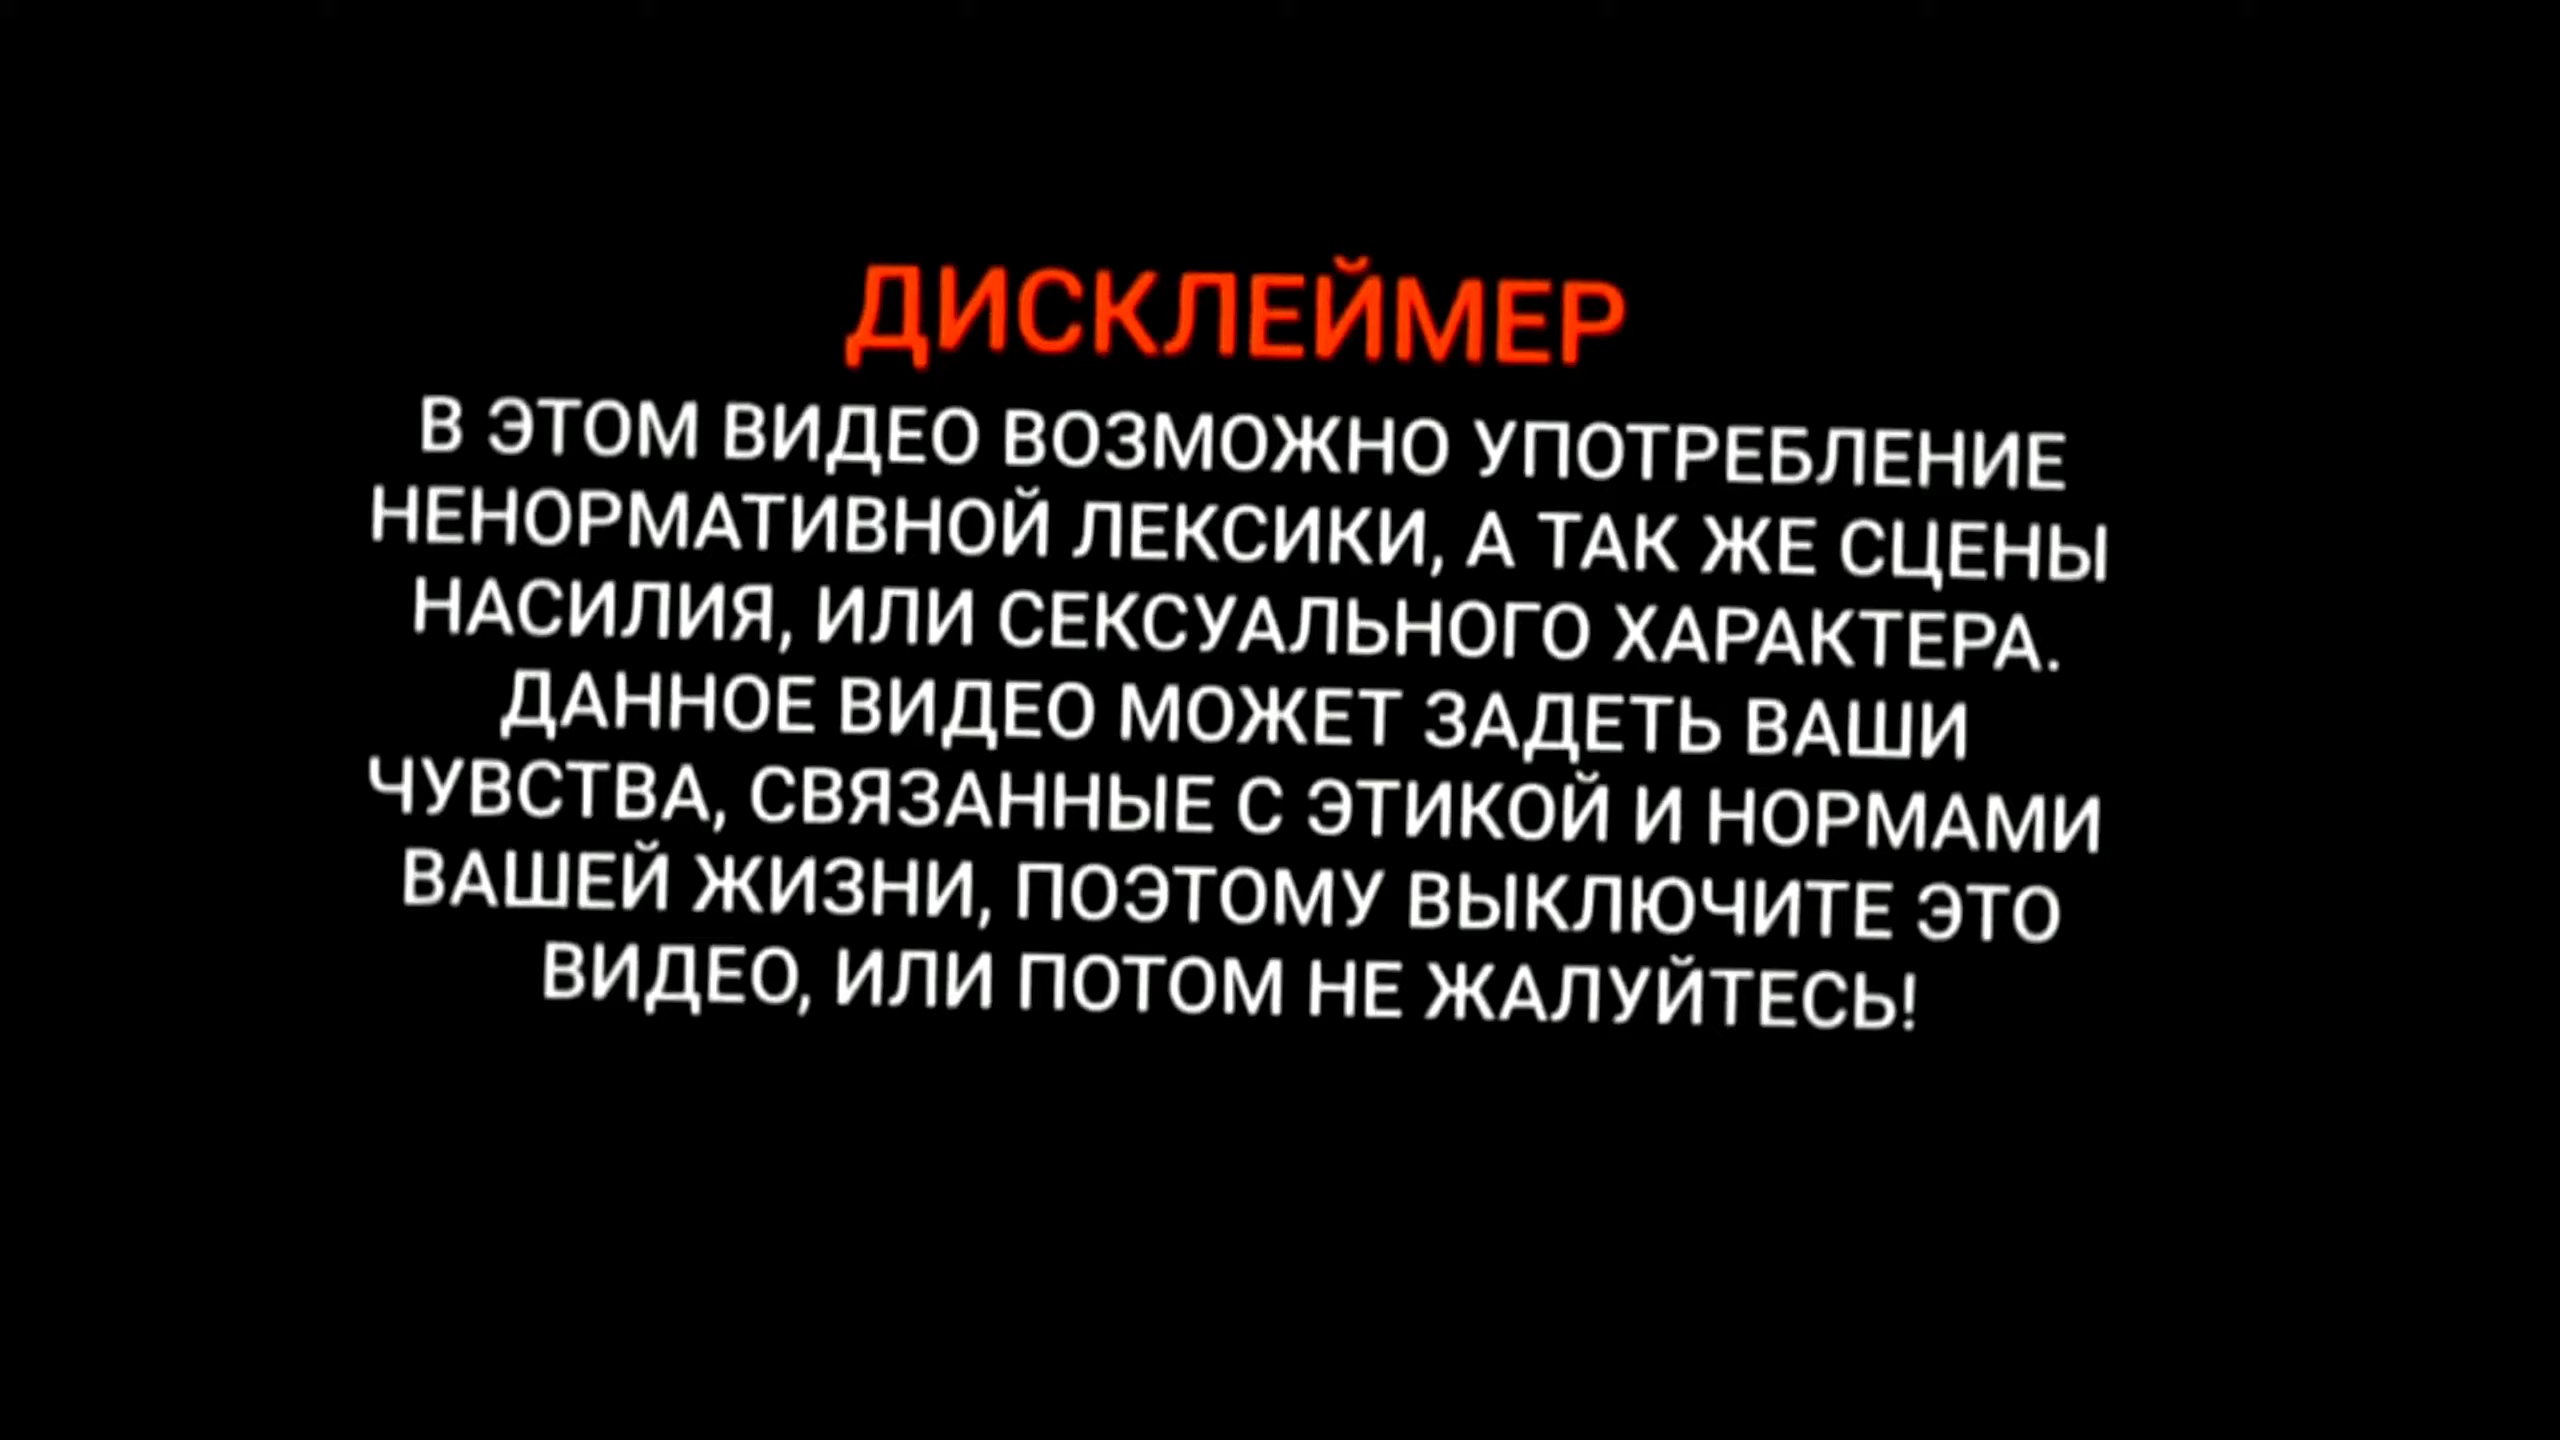 ДИСКЛЕЙМЕР
В ЭТОМ ВИДЕО ВОЗМОЖНО УПОТРЕБЛЕНИЕ
НЕНОРМАТИВНОЙ ЛЕКСИКИ, А ТАК ЖЕ СЦЕНЫ
НАСИЛИЯ, ИЛИ СЕКСУАЛЬНОГО ХАРАКТЕРА.
ДАННОЕ ВИДЕО МОЖЕТ ЗАДЕТЬ ВАШИ
ЧУВСТВА, СВЯЗАННЫЕ С ЭТИКОЙ И НОРМАМИ
ВАШЕЙ ЖИЗНИ, ПОЭТОМУ ВЫКЛЮЧИТЕ ЭТО
ВИДЕО, ИЛИ ПОТОМ НЕ ЖАЛУЙТЕСЬ!